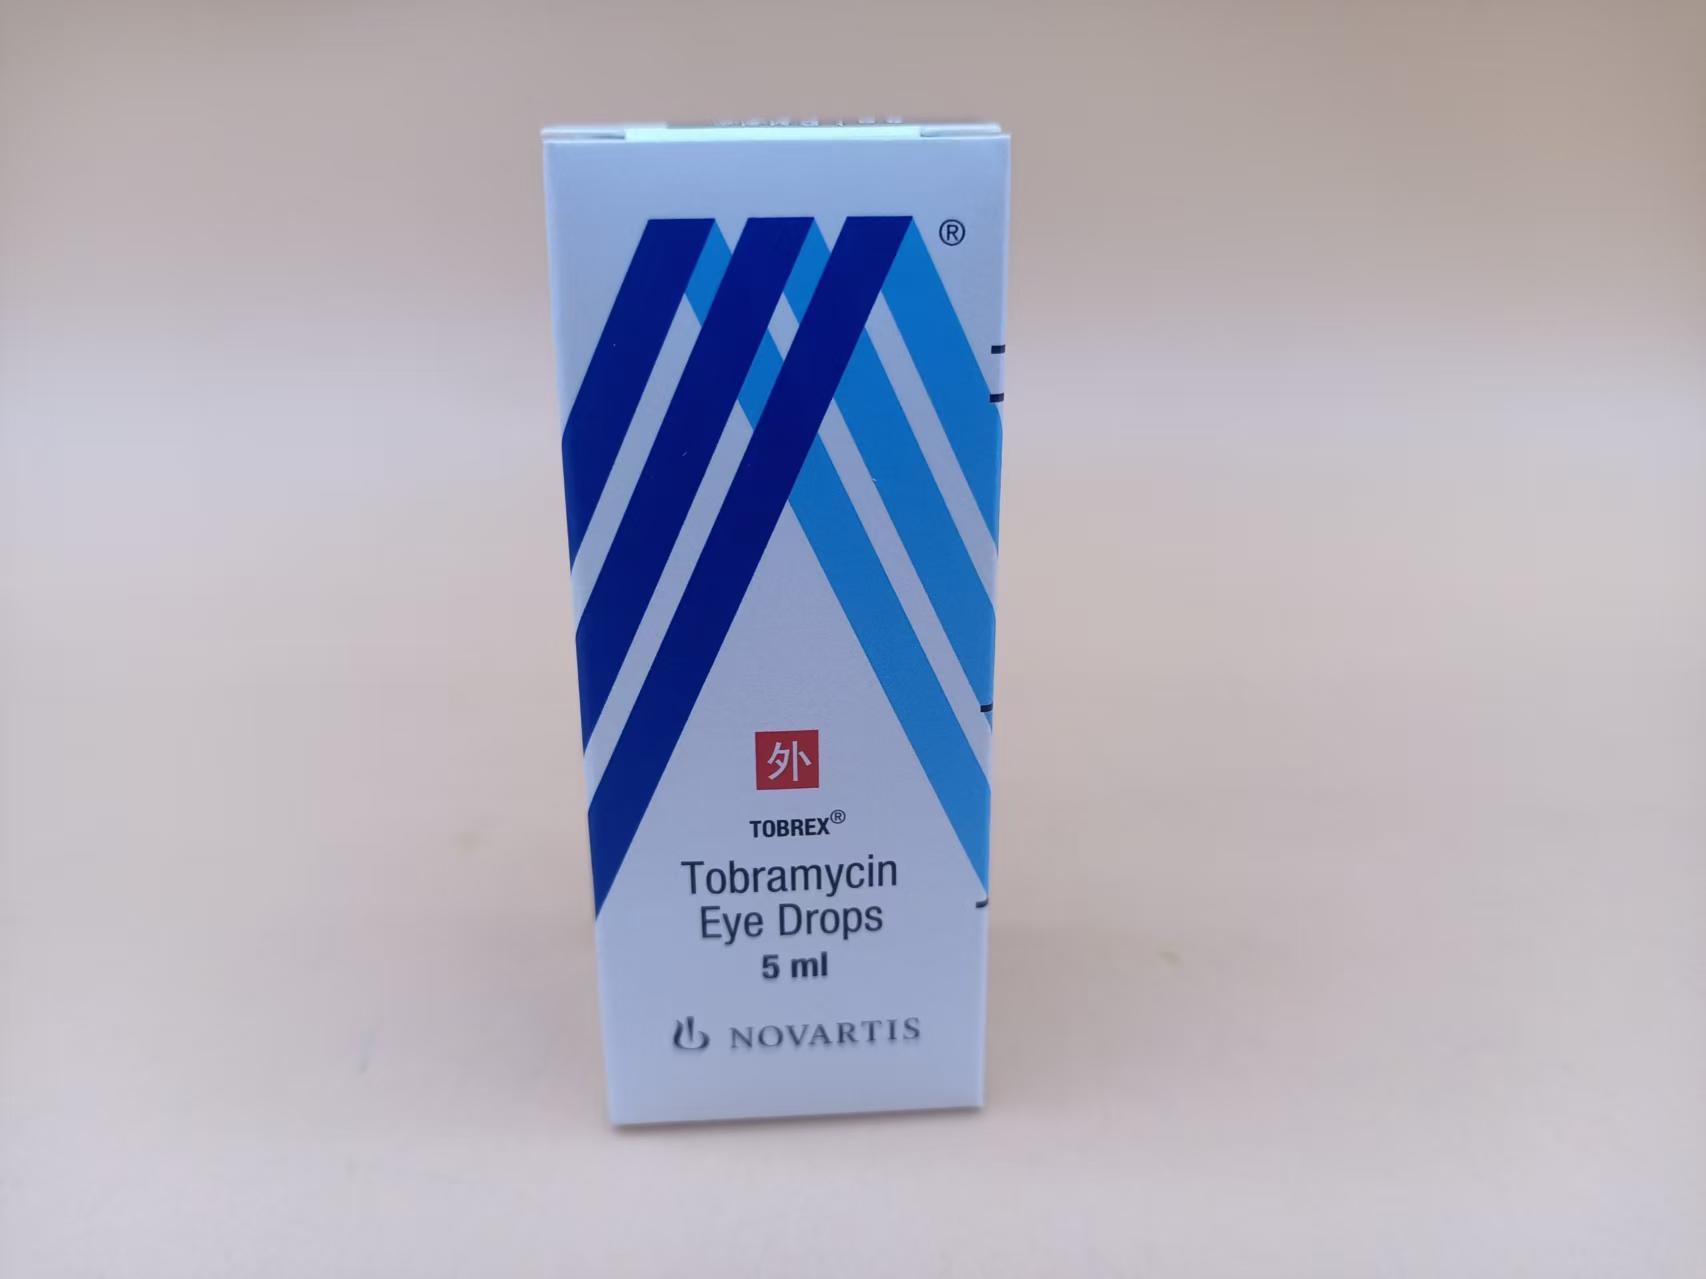 ®
外
TOBREX®
Tobramycin
Eye Drops
5 ml
NOVARTIS